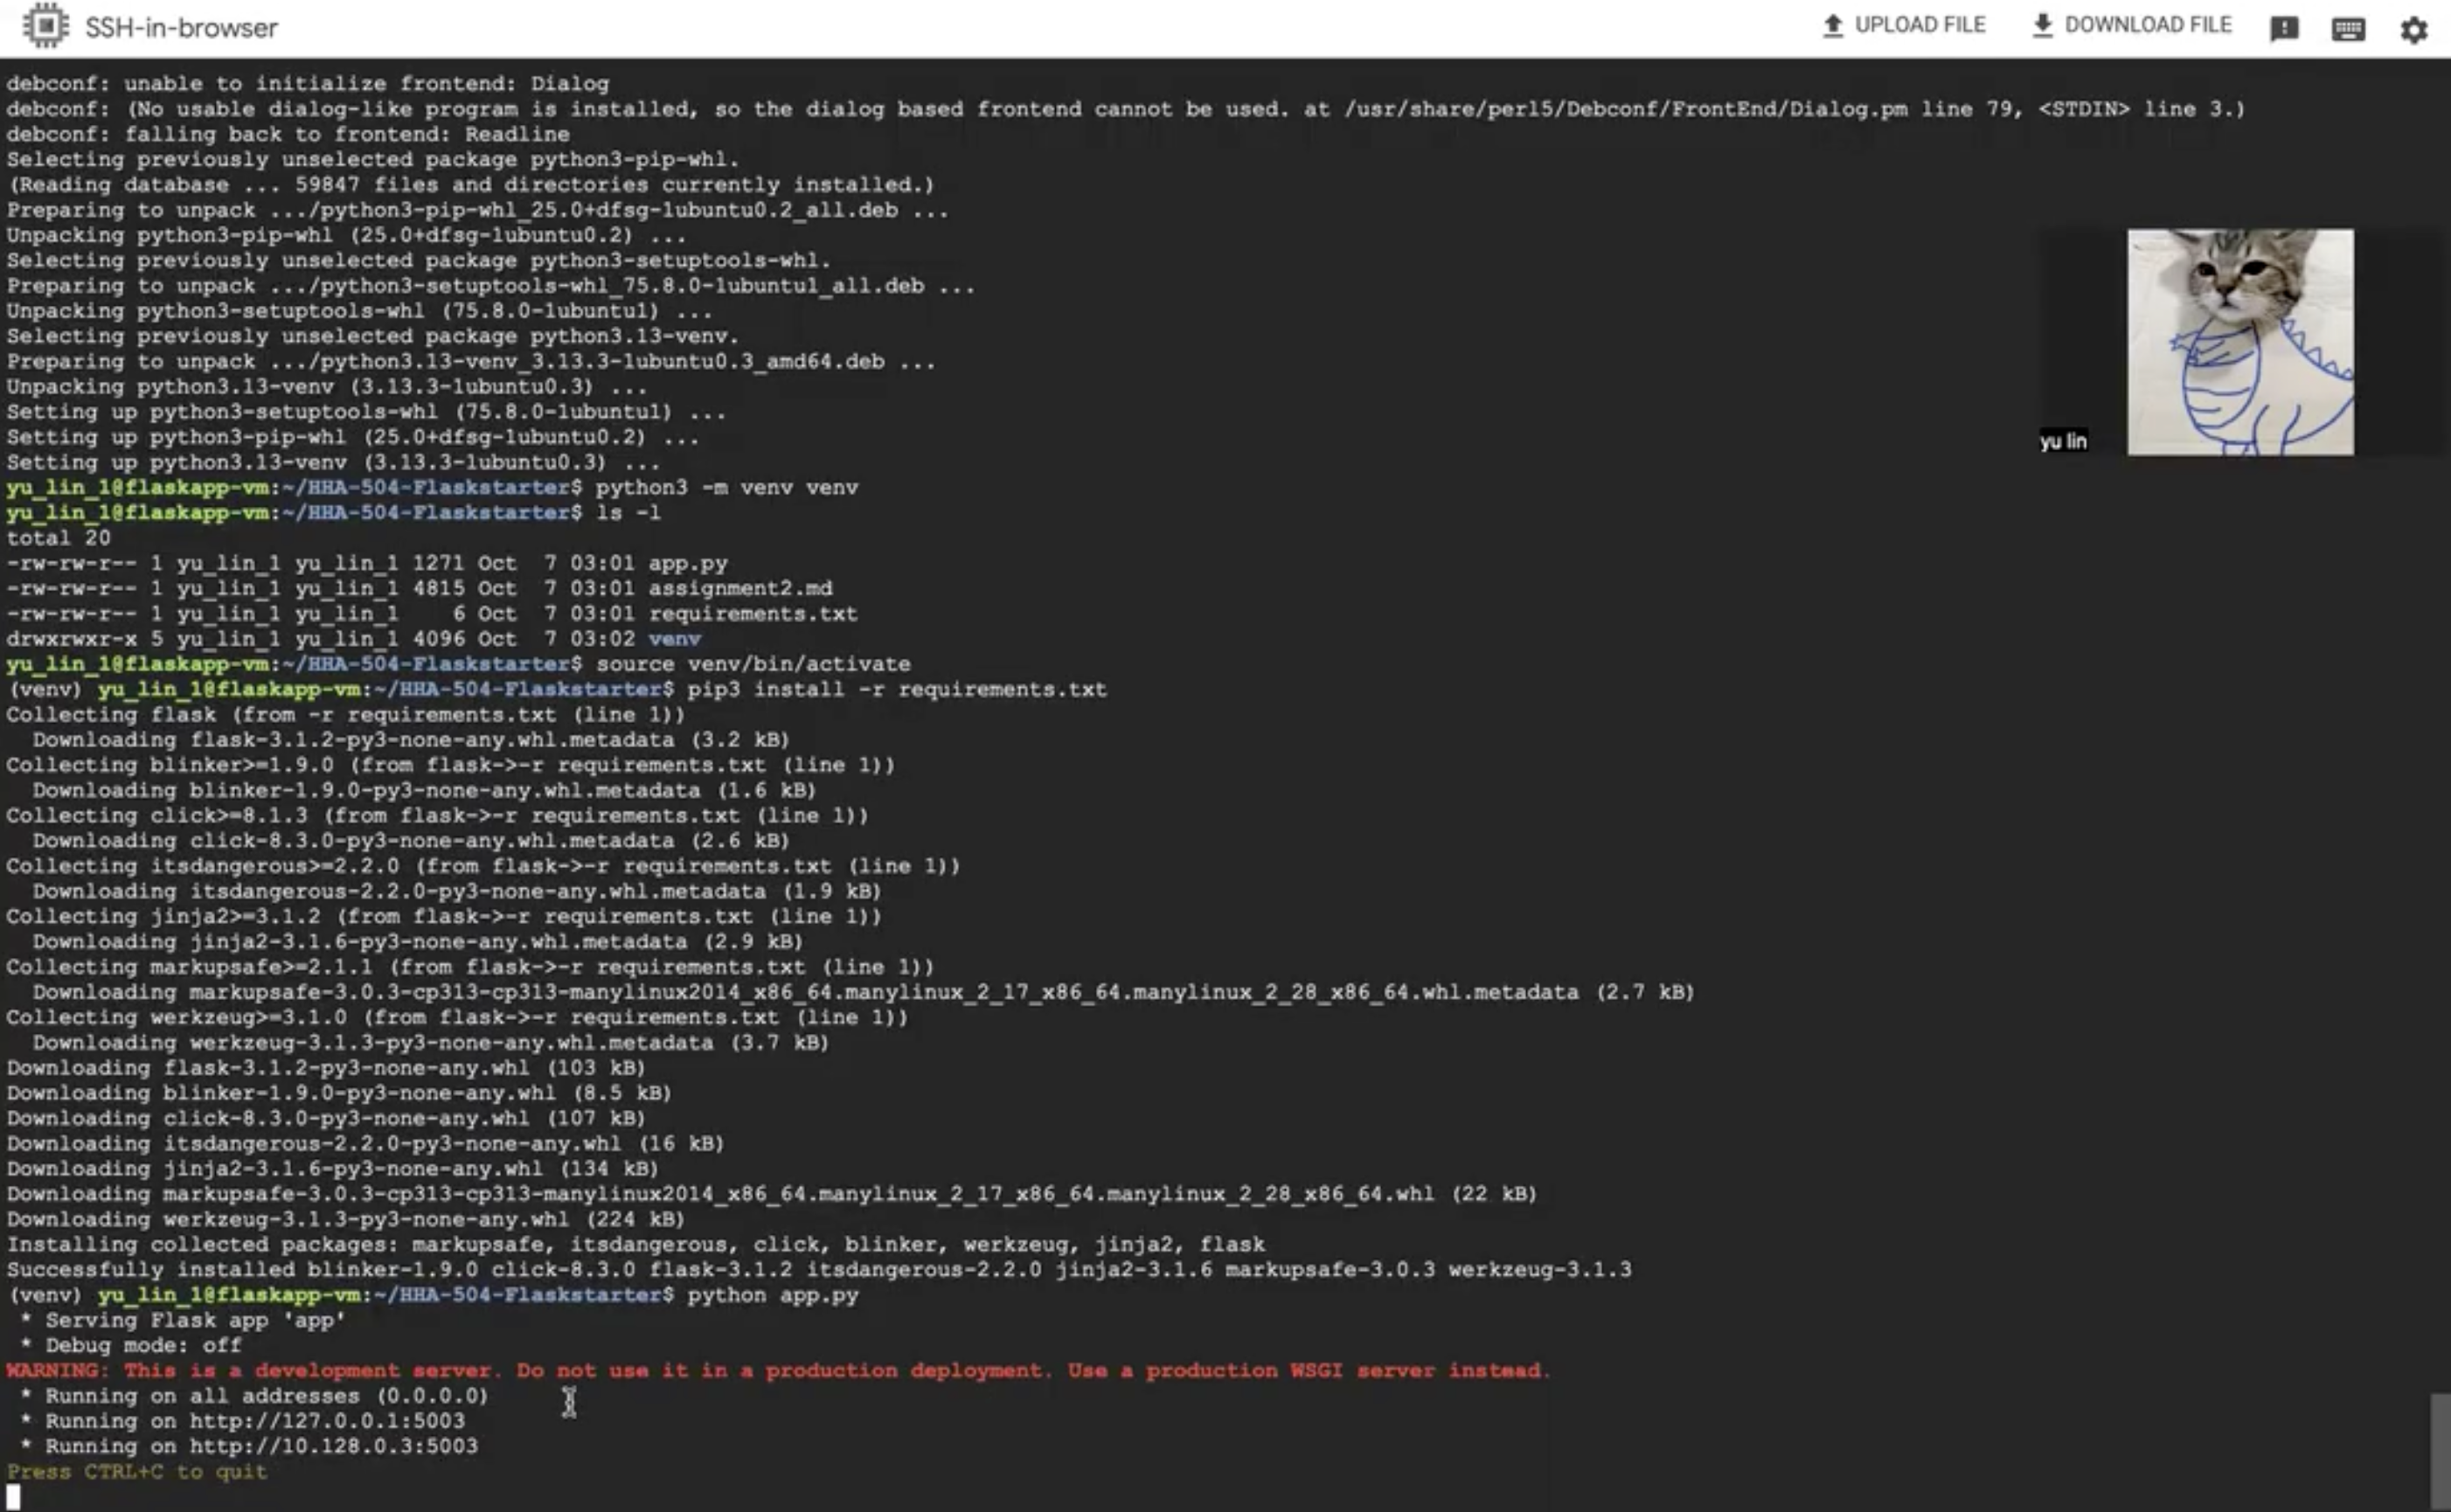 SSH-in-browser
UPLOAD FILE
DOWNLOAD FILE
debconf: unable to initialize frontend: Dialog
debconf: (No usable dialog-like program is installed, so the dialog based frontend cannot be used. at /usr/share/perl5/Debconf/FrontEnd/Dialog.pm line 79, <STDIN> line 3.)
debconf: falling back to frontend: Readline
Selecting previously unselected package python3-pip-whl.
(Reading database ... 59847 files and directories currently installed.)
Preparing to unpack .../python3-pip-whl_25.0+dfsg-1ubuntu0.2_all.deb ...
Unpacking python3-pip-whl (25.0+dfsg-1ubuntu0.2) ...
Selecting previously unselected package python3-setuptools-whl.
Preparing to unpack .../python3-setuptools-whl_75.8.0-1ubuntu1_all.deb ...
Unpacking python3-setuptools-whl (75.8.0-1ubuntu1) ...
Selecting previously unselected package python3.13-venv.
Preparing to unpack .../python3.13-venv_3.13.3-1ubuntu0.3_amd64.deb ...
Unpacking python3.13-venv (3.13.3-1ubuntu0.3) ...
Setting up python3-setuptools-whl (75.8.0-1ubuntu1) ...
Setting up python3-pip-whl (25.0+dfsg-1ubuntu0.2) ...
yu lin
Setting up python3.13-venv (3.13.3-1ubuntu0.3) ...
yu_lin_1@flaskapp-vm:~/HHA-504-Flaskstarter$ python3 -m venv venv
yu_lin_1@flaskapp-vm:~/HHA-504-Flaskstarter$ ls -l
total 20
-rw-rw-r-- 1 yu_lin_1 yu_lin_1 1271 Oct  7 03:01 app.py
-rw-rw-r-- 1 yu_lin_1 yu_lin_1 4815 Oct  7 03:01 assignment2.md
-rw-rw-r-- 1 yu_lin_1 yu_lin_1    6 Oct  7 03:01 requirements.txt
drwxrwxr-x 5 yu_lin_1 yu_lin_1 4096 Oct  7 03:02 venv
yu_lin_1@flaskapp-vm:~/HHA-504-Flaskstarter$ source venv/bin/activate
(venv) yu_lin_1@flaskapp-vm:~/HHA-504-Flaskstarter$ pip3 install -r requirements.txt
Collecting flask (from -r requirements.txt (line 1))
  Downloading flask-3.1.2-py3-none-any.whl.metadata (3.2 kB)
Collecting blinker>=1.9.0 (from flask->-r requirements.txt (line 1))
  Downloading blinker-1.9.0-py3-none-any.whl.metadata (1.6 kB)
Collecting click>=8.1.3 (from flask->-r requirements.txt (line 1))
  Downloading click-8.3.0-py3-none-any.whl.metadata (2.6 kB)
Collecting itsdangerous>=2.2.0 (from flask->-r requirements.txt (line 1))
  Downloading itsdangerous-2.2.0-py3-none-any.whl.metadata (1.9 kB)
Collecting jinja2>=3.1.2 (from flask->-r requirements.txt (line 1))
  Downloading jinja2-3.1.6-py3-none-any.whl.metadata (2.9 kB)
Collecting markupsafe>=2.1.1 (from flask->-r requirements.txt (line 1))
  Downloading markupsafe-3.0.3-cp313-cp313-manylinux2014_x86_64.manylinux_2_17_x86_64.manylinux_2_28_x86_64.whl.metadata (2.7 kB)
Collecting werkzeug>=3.1.0 (from flask->-r requirements.txt (line 1))
  Downloading werkzeug-3.1.3-py3-none-any.whl.metadata (3.7 kB)
Downloading flask-3.1.2-py3-none-any.whl (103 kB)
Downloading blinker-1.9.0-py3-none-any.whl (8.5 kB)
Downloading click-8.3.0-py3-none-any.whl (107 kB)
Downloading itsdangerous-2.2.0-py3-none-any.whl (16 kB)
Downloading jinja2-3.1.6-py3-none-any.whl (134 kB)
Downloading markupsafe-3.0.3-cp313-cp313-manylinux2014_x86_64.manylinux_2_17_x86_64.manylinux_2_28_x86_64.whl (22 kB)
Downloading werkzeug-3.1.3-py3-none-any.whl (224 kB)
Installing collected packages: markupsafe, itsdangerous, click, blinker, werkzeug, jinja2, flask
Successfully installed blinker-1.9.0 click-8.3.0 flask-3.1.2 itsdangerous-2.2.0 jinja2-3.1.6 markupsafe-3.0.3 werkzeug-3.1.3
(venv) yu_lin_1@flaskapp-vm:~/HHA-504-Flaskstarter$ python app.py
 * Serving Flask app 'app'
 * Debug mode: off
WARNING: This is a development server. Do not use it in a production deployment. Use a production WSGI server instead.
 * Running on all addresses (0.0.0.0)
 * Running on http://127.0.0.1:5003
 * Running on http://10.128.0.3:5003
Press CTRL+C to quit